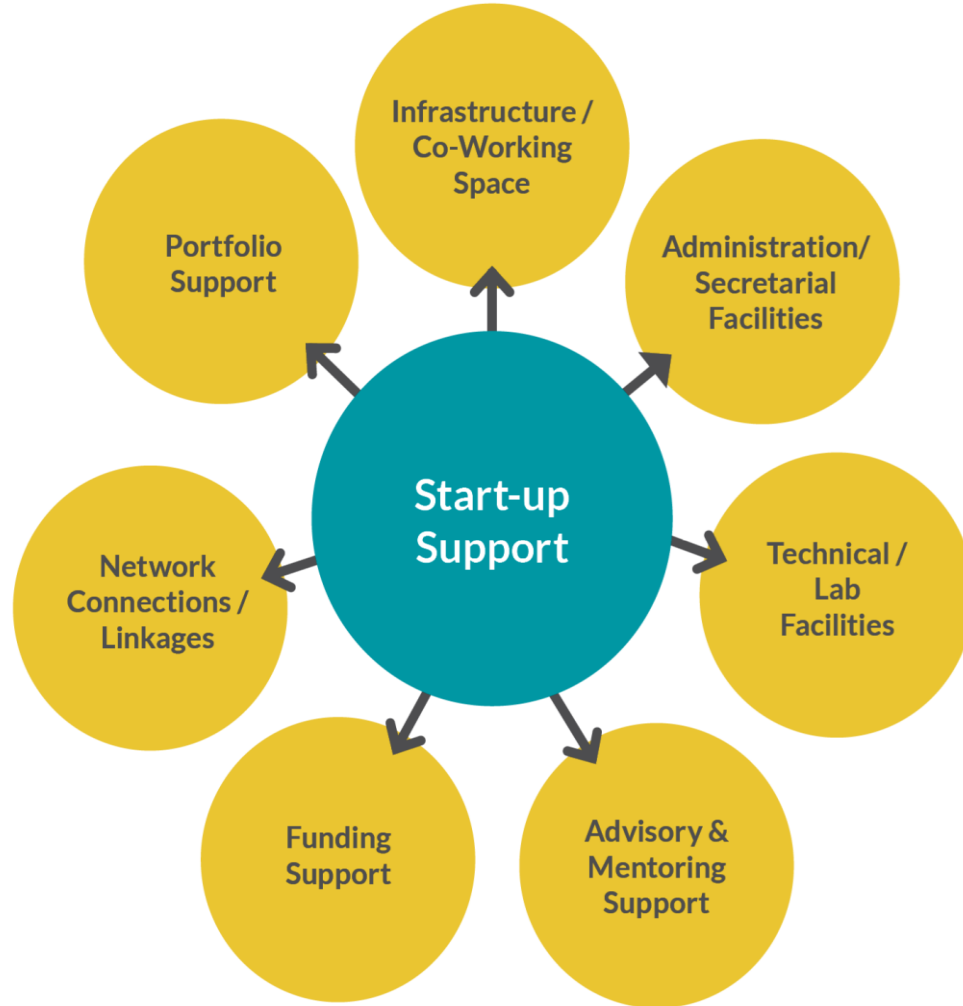 Infrastructure /
Co-Working
Space
Administration/
Secretarial
Facilities
Technical /
Lab
Facilities
Advisory &
Mentoring
Support
Funding
Support
Network
Connections /
Linkages
Portfolio
Support
Start-up
Support